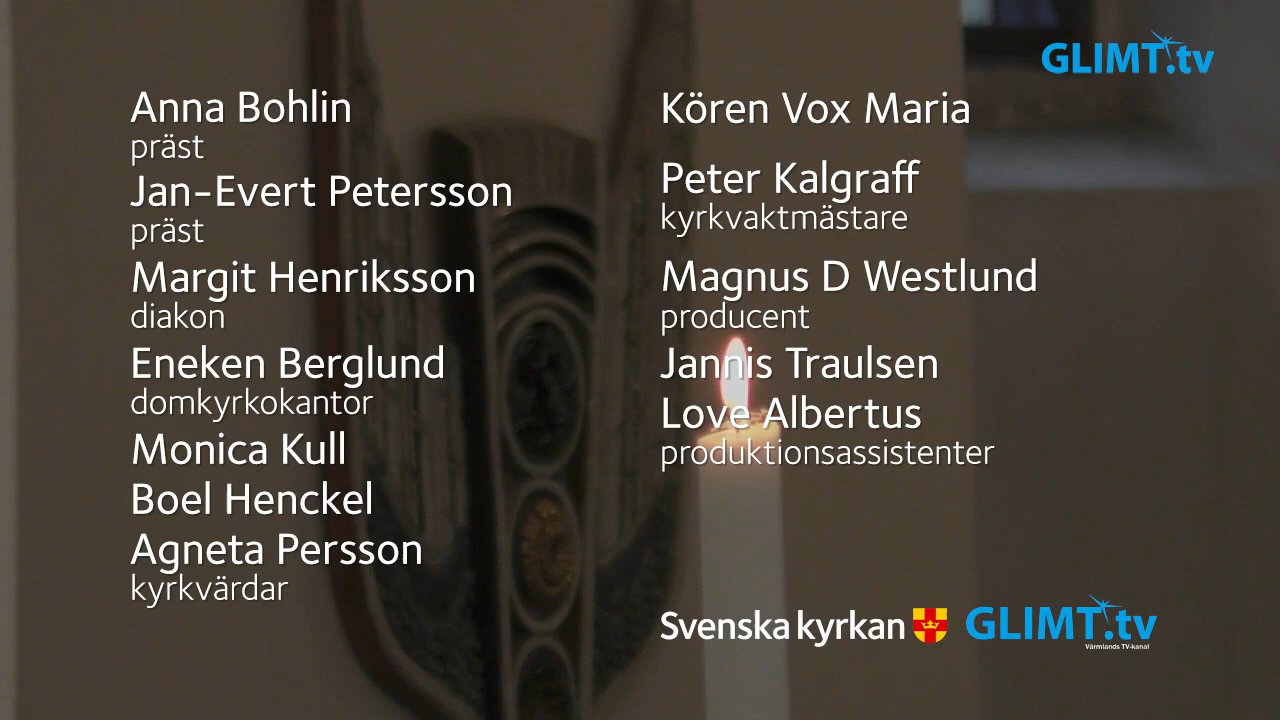 GLIMT.tv
Anna Bohlin
präst
Jan-Evert Petersson
präst
Margit Henriksson
diakon
Eneken Berglund
domkyrkokantor
Monica Kull
Boel Henckel
Agneta Persson
kyrkvärdar
Kören Vox Maria
Peter Kalgraff
kyrkvaktmästare
Magnus D Westlund
producent
Jannis Traulsen
Love Albertus
produktionsassistenter
Svenska kyrkan
GLIMT.tv
Värmlands TV-kanal